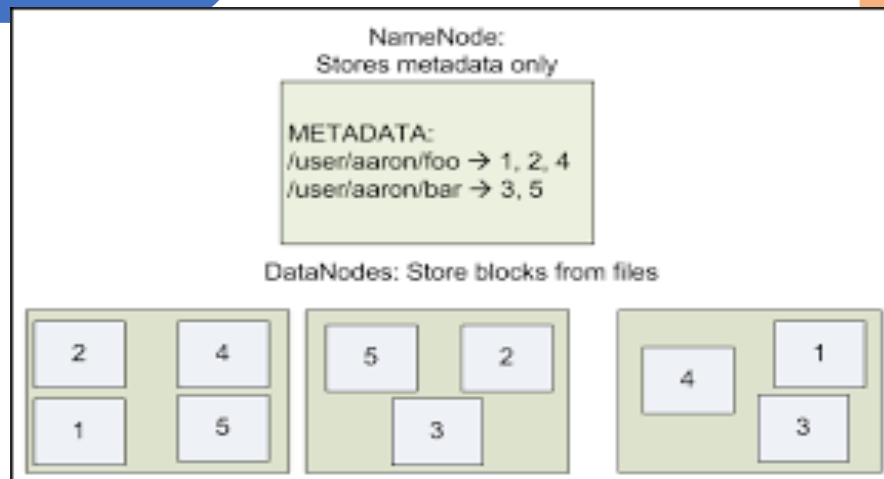 NameNode:
Stores metadata only
METADATA:
/user/aaron/foo → 1, 2, 4
/user/aaron/bar → 3, 5
DataNodes: Store blocks from files
2 4
1 5
5 2
3
1
4
3